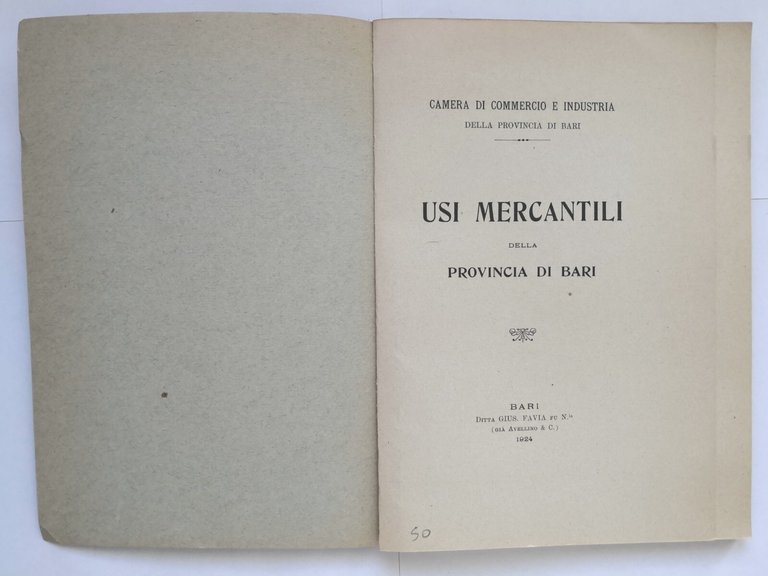 CAMERA DI COMMERCIO E INDUSTRIA
DELLA PROVINCIA DI BARI
USI MERCANTILI
DELLA
PROVINCIA DI BARI
BARI
DITTA GIUS. FAVIA FU N.la
(GIÀ AVELLINO & C.)
1924
50